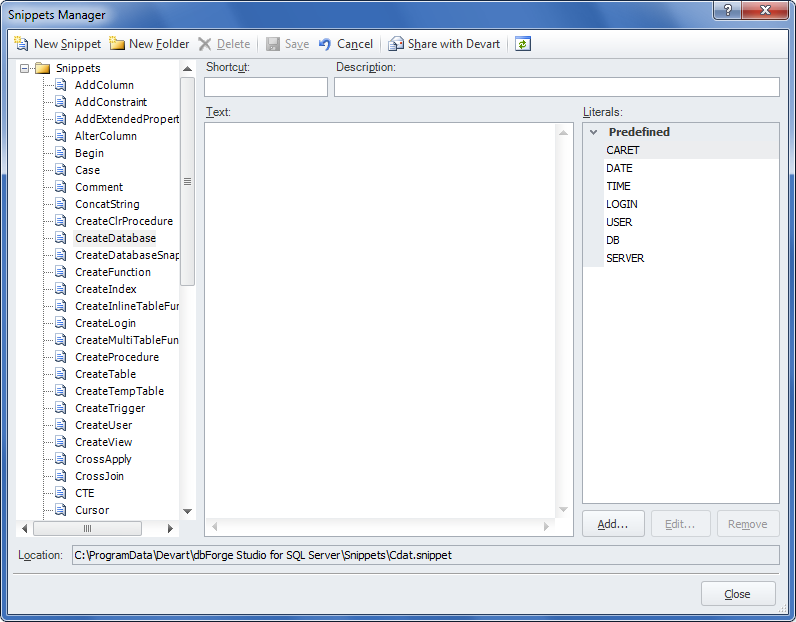 Snippets Manager
?
New Snippet New Folder Delete Save Cancel Share with Devart
Snippets
AddColumn
AddConstraint
AddExtendedPropert
AlterColumn
Begin
Case
Comment
ConcatString
CreateClrProcedure
CreateDatabase
CreateDatabaseSnap
CreateFunction
CreateIndex
CreateInlineTableFun
CreateLogin
CreateMultiTableFun
CreateProcedure
CreateTable
CreateTempTable
CreateTrigger
CreateUser
CreateView
CrossApply
CrossJoin
CTE
Cursor
Shortcut: Description:
Text:
Literals:
Predefined
CARET
DATE
TIME
LOGIN
USER
DB
SERVER
Add... Edit... Remove
Location: C:\ProgramData\Devart\dbForge Studio for SQL Server\Snippets\Cdat.snippet
Close